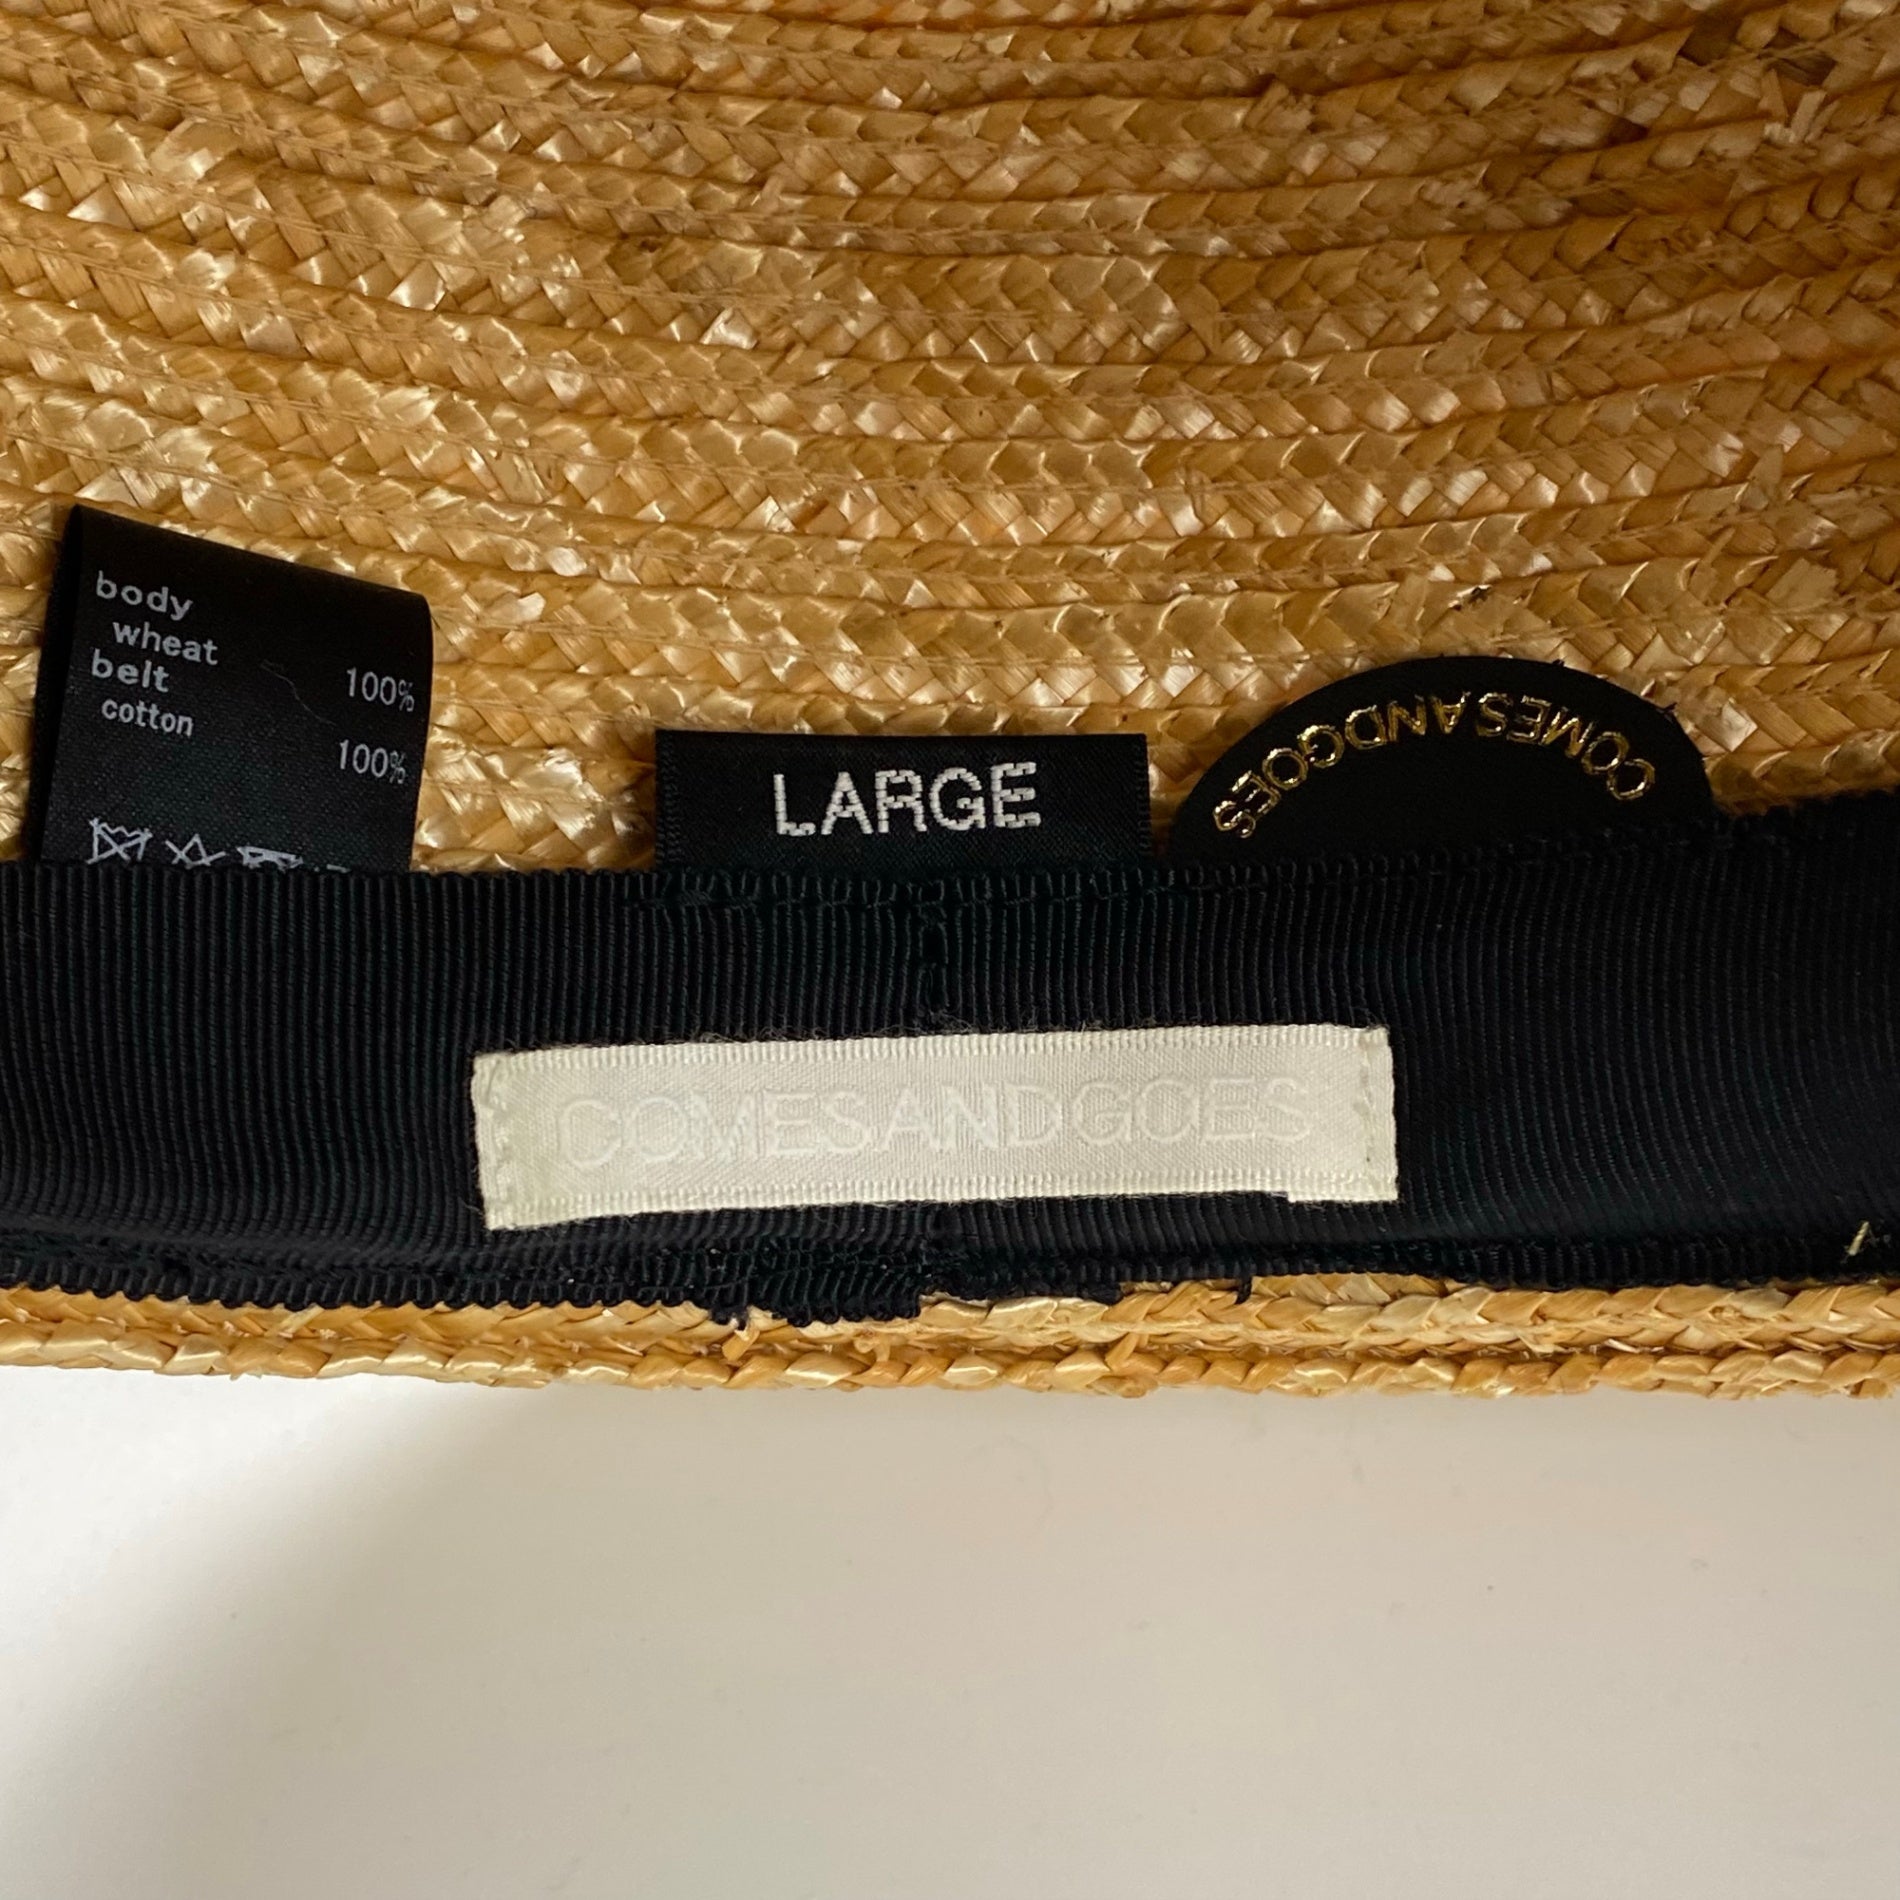 body
wheat 100%
belt
cotton 100%
LARGE
COMESANDGOES
COMESANDGOES